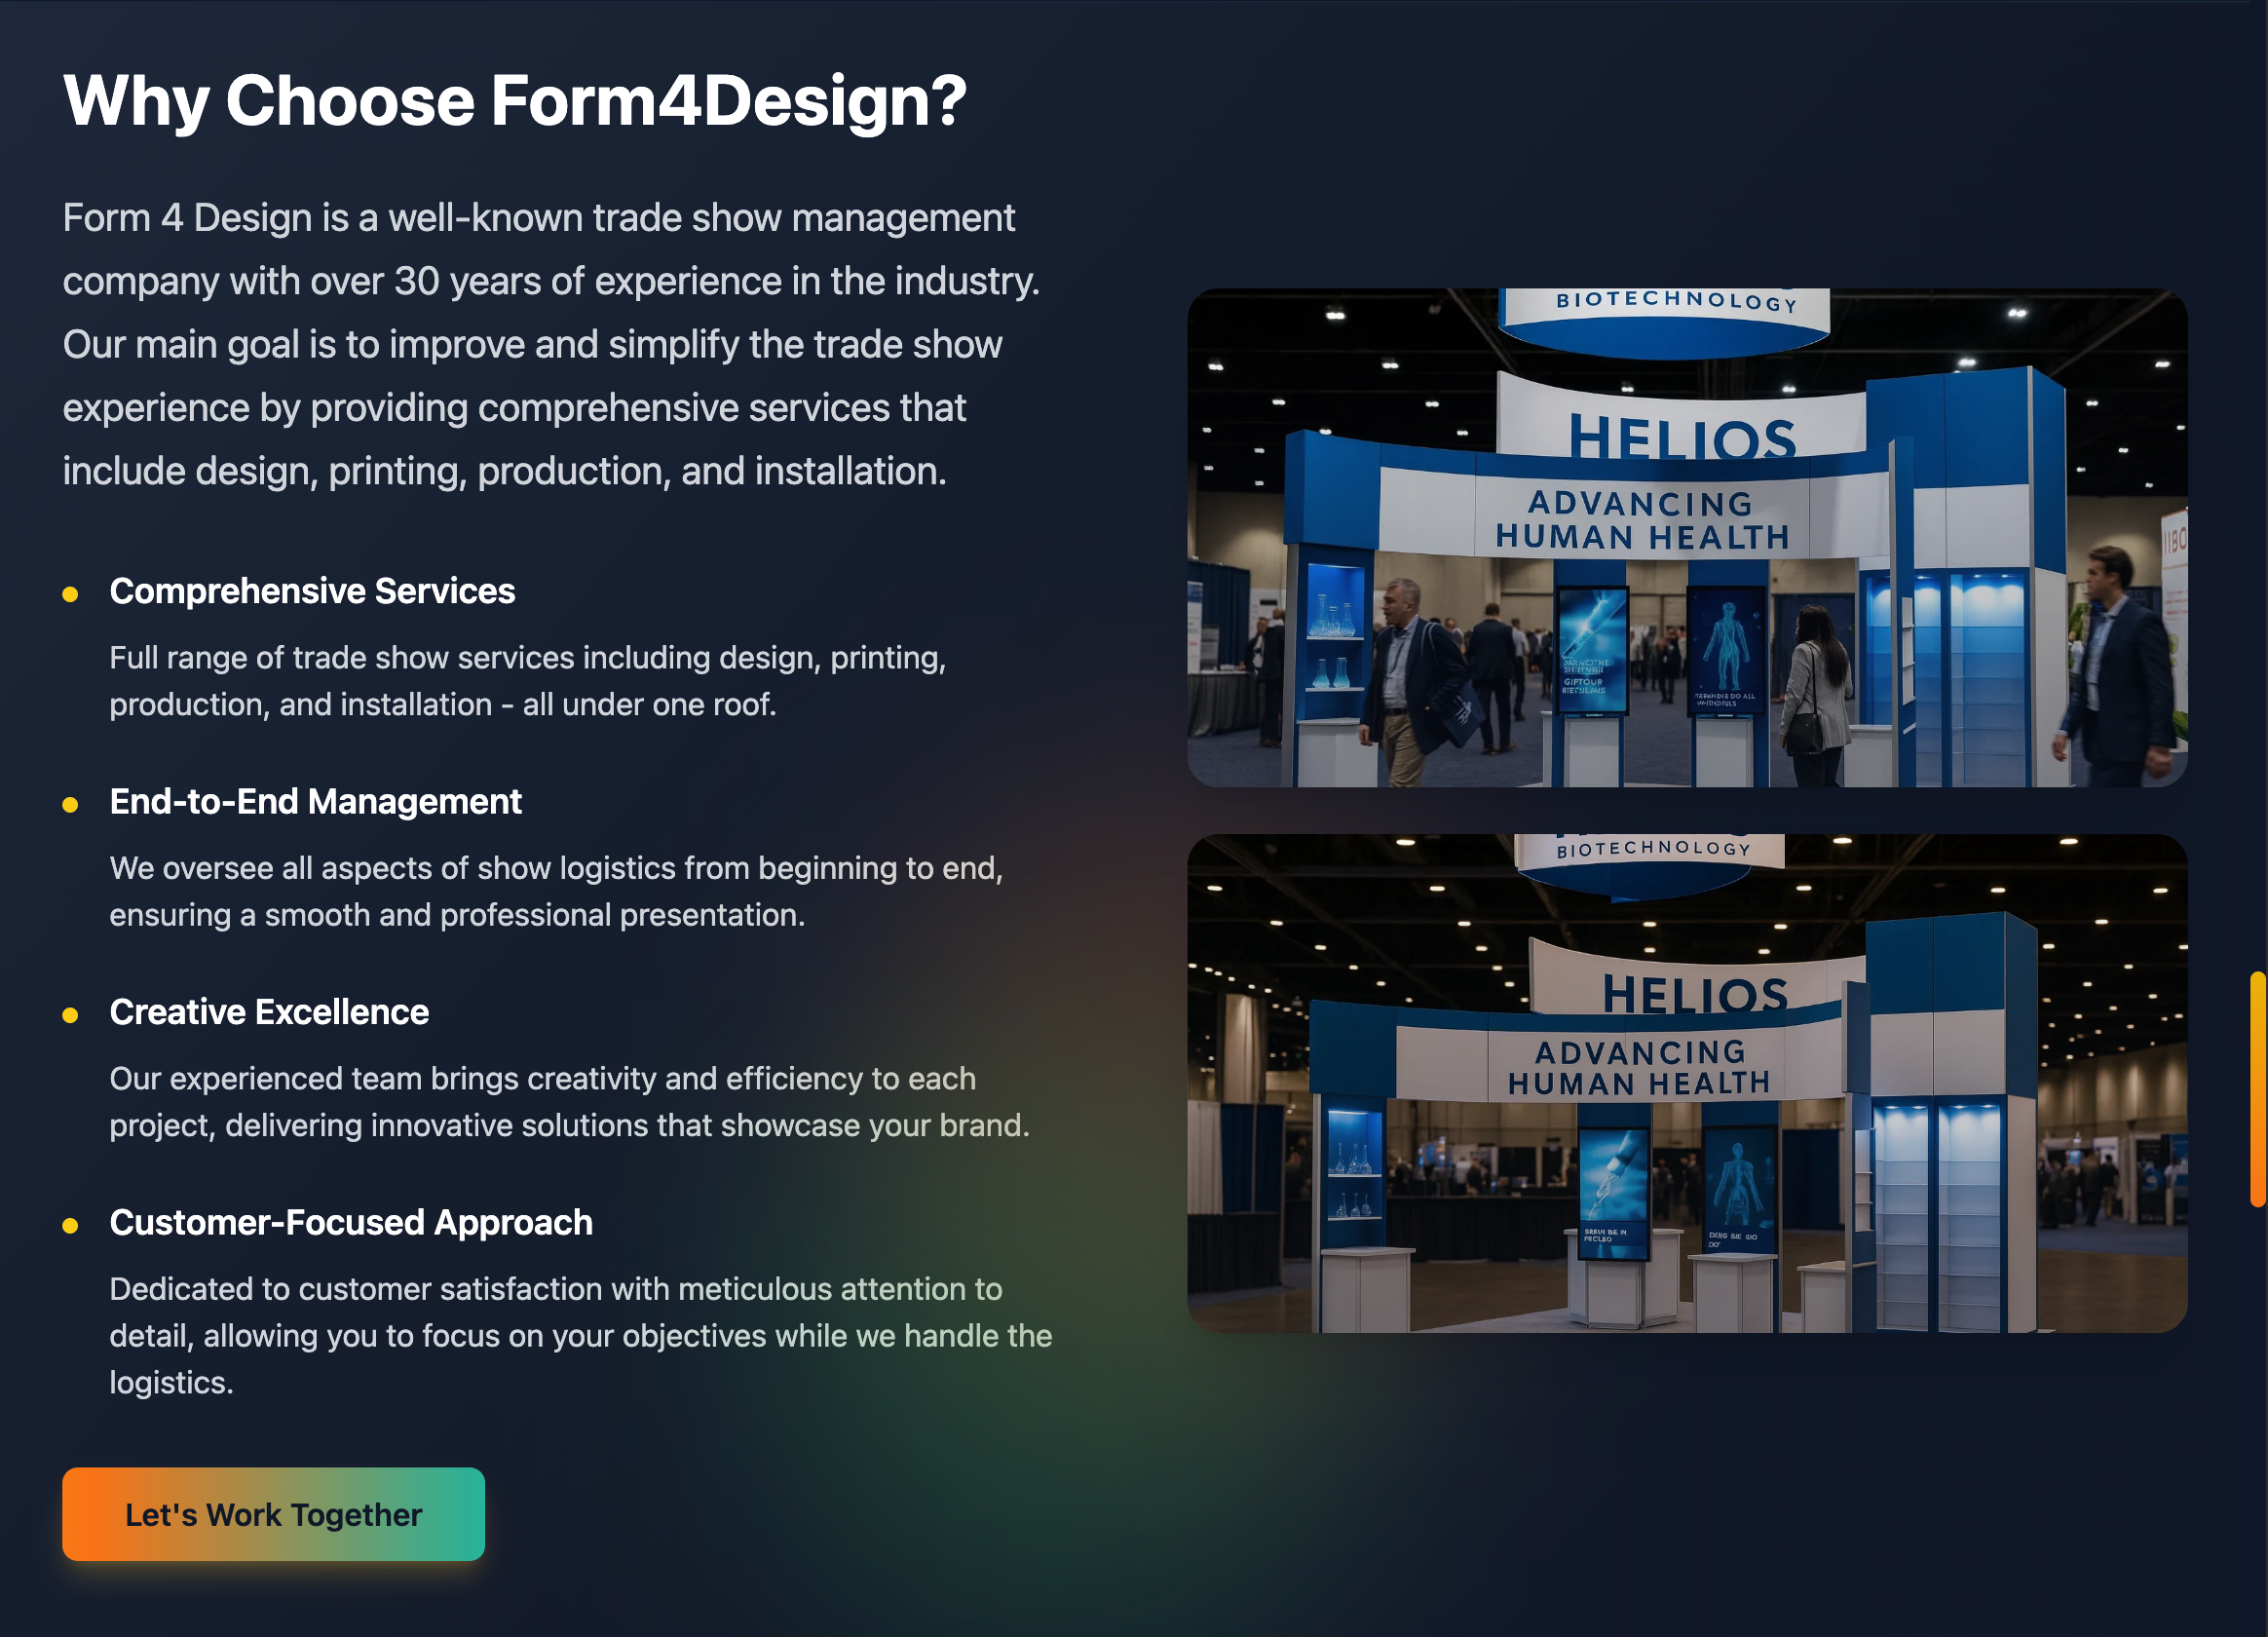 Why Choose Form4Design?
Form 4 Design is a well-known trade show management
company with over 30 years of experience in the industry.
Our main goal is to improve and simplify the trade show
experience by providing comprehensive services that
include design, printing, production, and installation.
Comprehensive Services
Full range of trade show services including design, printing,
production, and installation - all under one roof.
End-to-End Management
We oversee all aspects of show logistics from beginning to end,
ensuring a smooth and professional presentation.
Creative Excellence
Our experienced team brings creativity and efficiency to each
project, delivering innovative solutions that showcase your brand.
Customer-Focused Approach
Dedicated to customer satisfaction with meticulous attention to
detail, allowing you to focus on your objectives while we handle the
logistics.
Let's Work Together
BIOTECHNOLOGY
HELIOS
ADVANCING
HUMAN HEALTH
BIOTECHNOLOGY
HELIOS
ADVANCING
HUMAN HEALTH